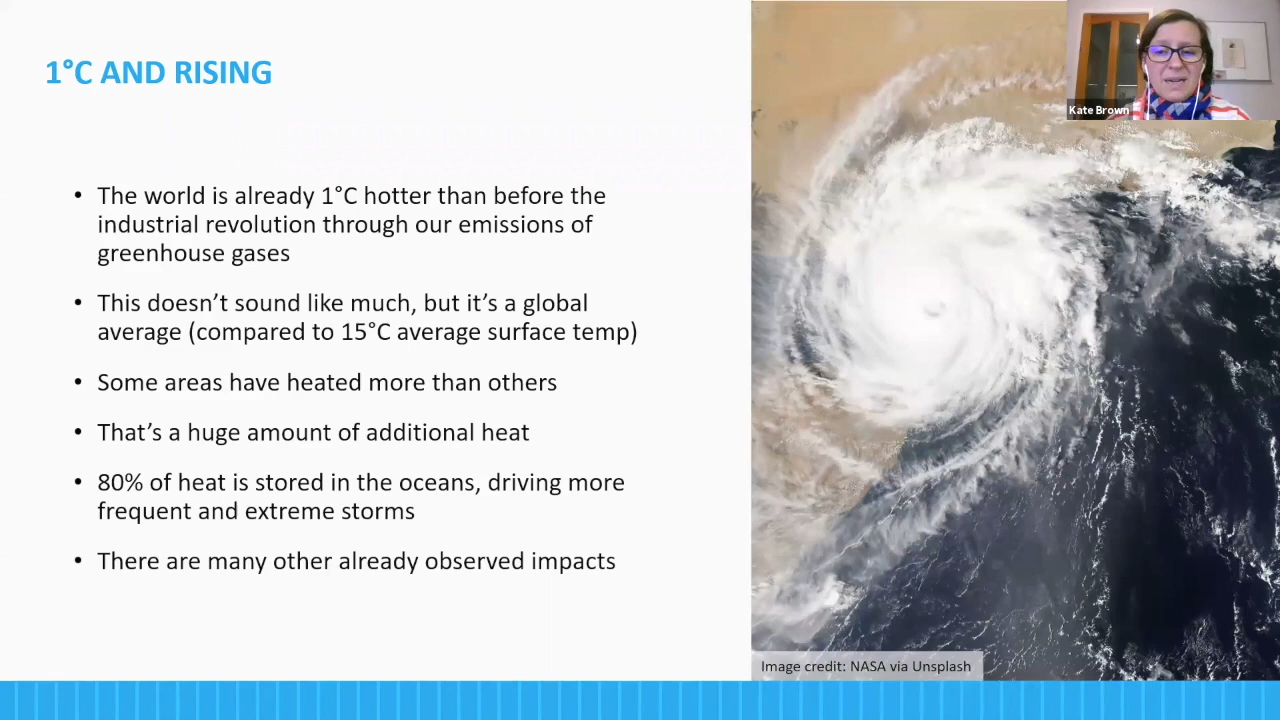 1°C AND RISING
Kate Brown
• The world is already 1°C hotter than before the
industrial revolution through our emissions of
greenhouse gases
• This doesn’t sound like much, but it’s a global
average (compared to 15°C average surface temp)
• Some areas have heated more than others
• That’s a huge amount of additional heat
• 80% of heat is stored in the oceans, driving more
frequent and extreme storms
• There are many other already observed impacts
Image credit: NASA via Unsplash